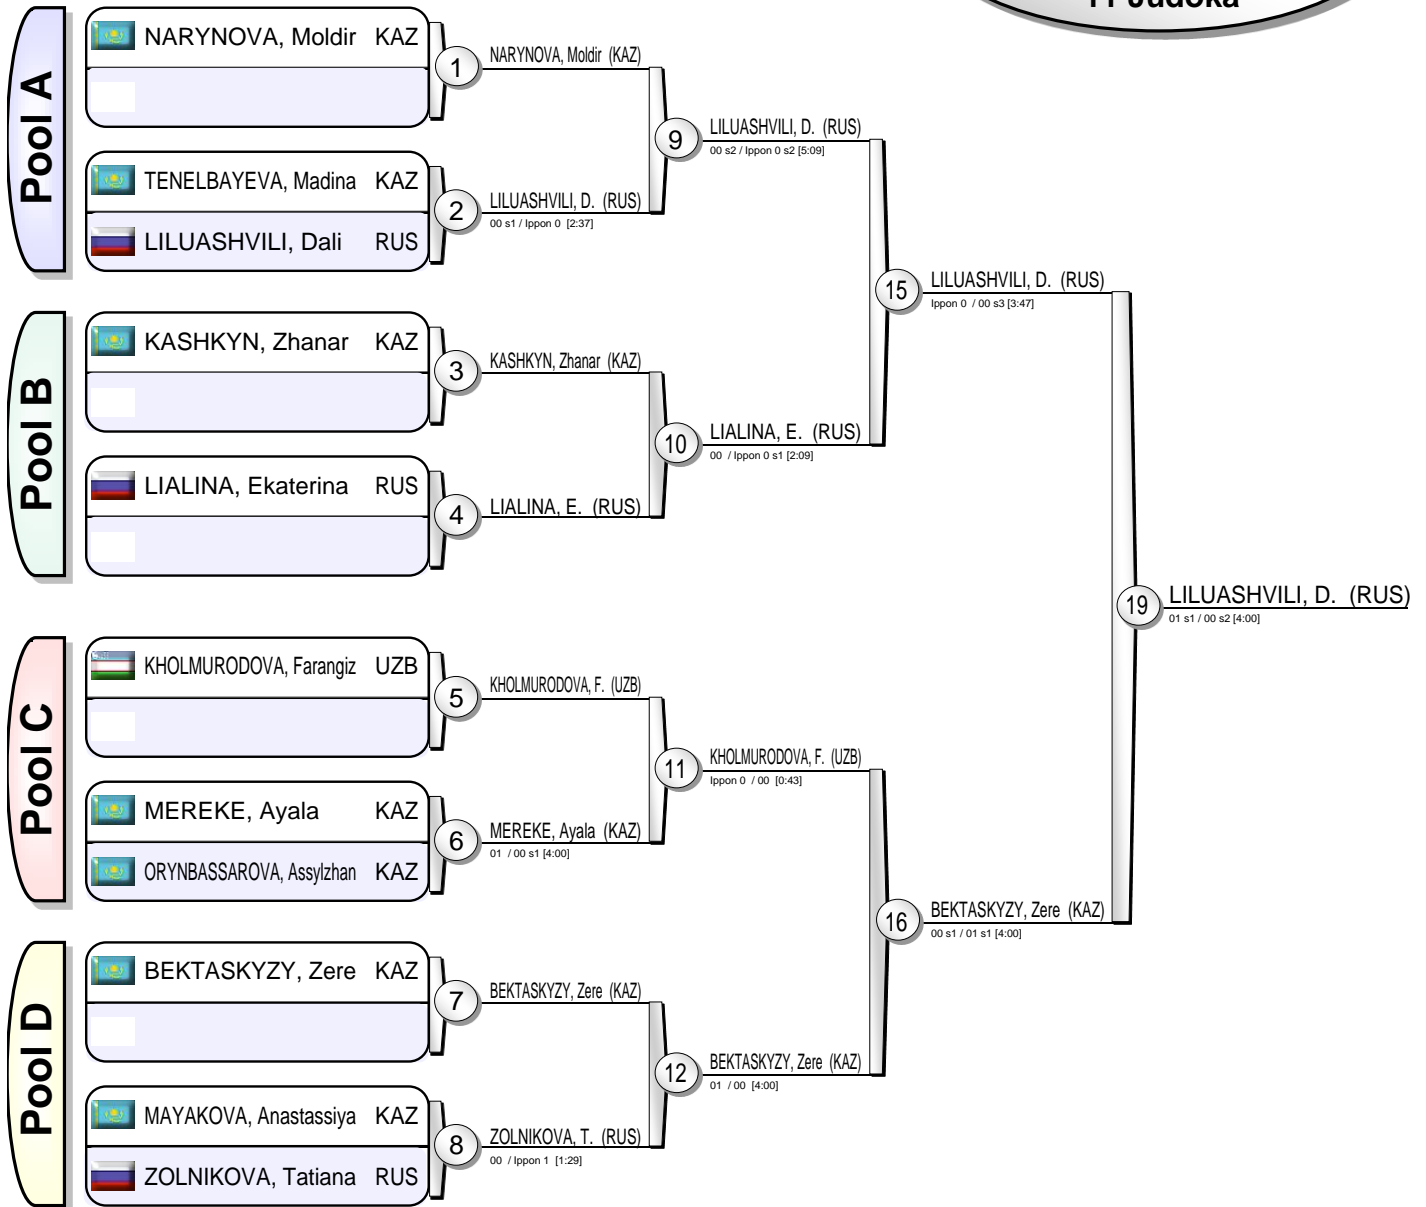 11 Judoka
Pool A
NARYNOVA, Moldir KAZ
1
NARYNOVA, Moldir (KAZ)
TENELBAYEVA, Madina KAZ
LILUASHVILI, Dali RUS
2
LILUASHVILI, D. (RUS)
00 s1 / Ippon 0 [2:37]
9
LILUASHVILI, D. (RUS)
00 s2 / Ippon 0 s2 [5:09]
Pool B
KASHKYN, Zhanar KAZ
3
KASHKYN, Zhanar (KAZ)
LIALINA, Ekaterina RUS
4
LIALINA, E. (RUS)
10
LIALINA, E. (RUS)
00 / Ippon 0 s1 [2:09]
15
LILUASHVILI, D. (RUS)
Ippon 0 / 00 s3 [3:47]
Pool C
KHOLMURODOVA, Farangiz UZB
5
KHOLMURODOVA, F. (UZB)
MEREKE, Ayala KAZ
ORYNBASSAROVA, Assylzhan KAZ
6
MEREKE, Ayala (KAZ)
01 / 00 s1 [4:00]
11
KHOLMURODOVA, F. (UZB)
Ippon 0 / 00 [0:43]
Pool D
BEKTASKYZY, Zere KAZ
7
BEKTASKYZY, Zere (KAZ)
MAYAKOVA, Anastassiya KAZ
ZOLNIKOVA, Tatiana RUS
8
ZOLNIKOVA, T. (RUS)
00 / Ippon 1 [1:29]
12
BEKTASKYZY, Zere (KAZ)
01 / 00 [4:00]
16
BEKTASKYZY, Zere (KAZ)
00 s1 / 01 s1 [4:00]
19
LILUASHVILI, D. (RUS)
01 s1 / 00 s2 [4:00]